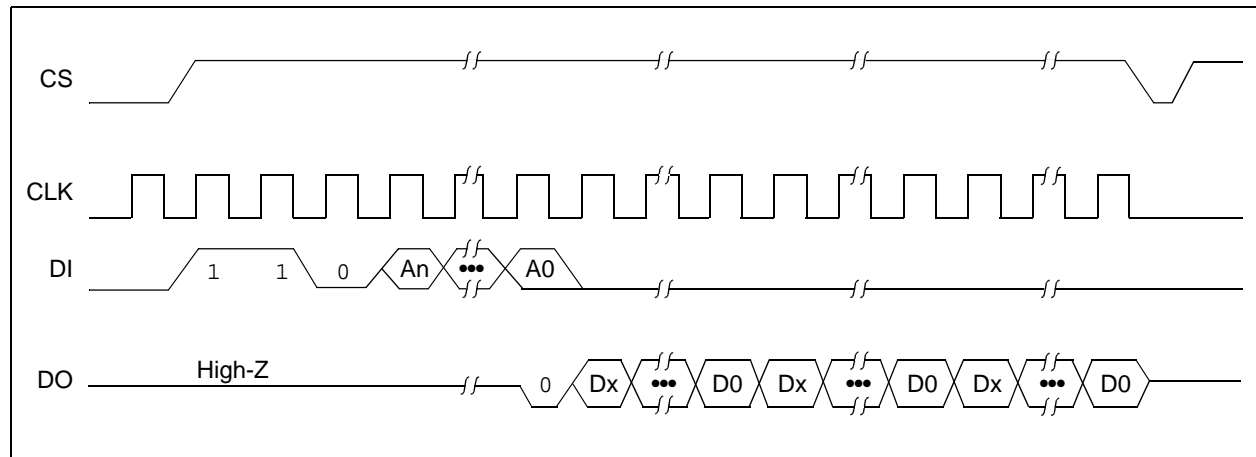 CS
CLK
DI 1 1 0 An ••• A0
High-Z
DO 0 Dx ••• D0 Dx ••• D0 Dx ••• D0